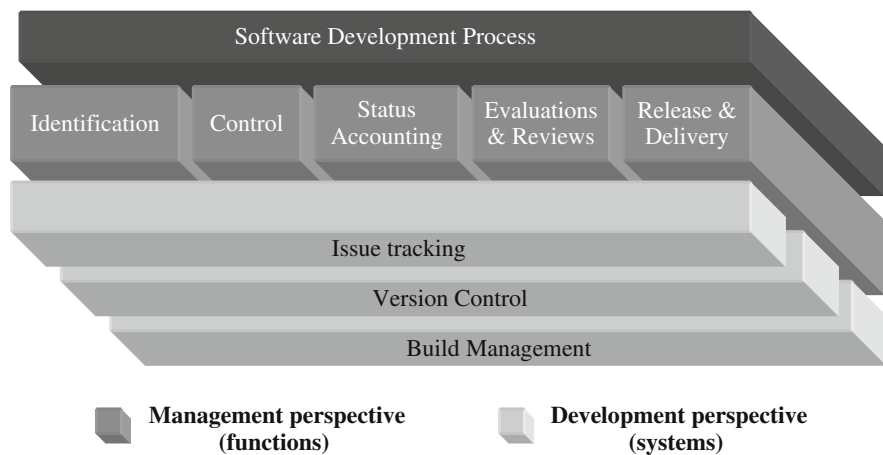 Software Development Process
Identification
Control
Status
Accounting
Evaluations
& Reviews
Release &
Delivery
Issue tracking
Version Control
Build Management
Management perspective
(functions)
Development perspective
(systems)